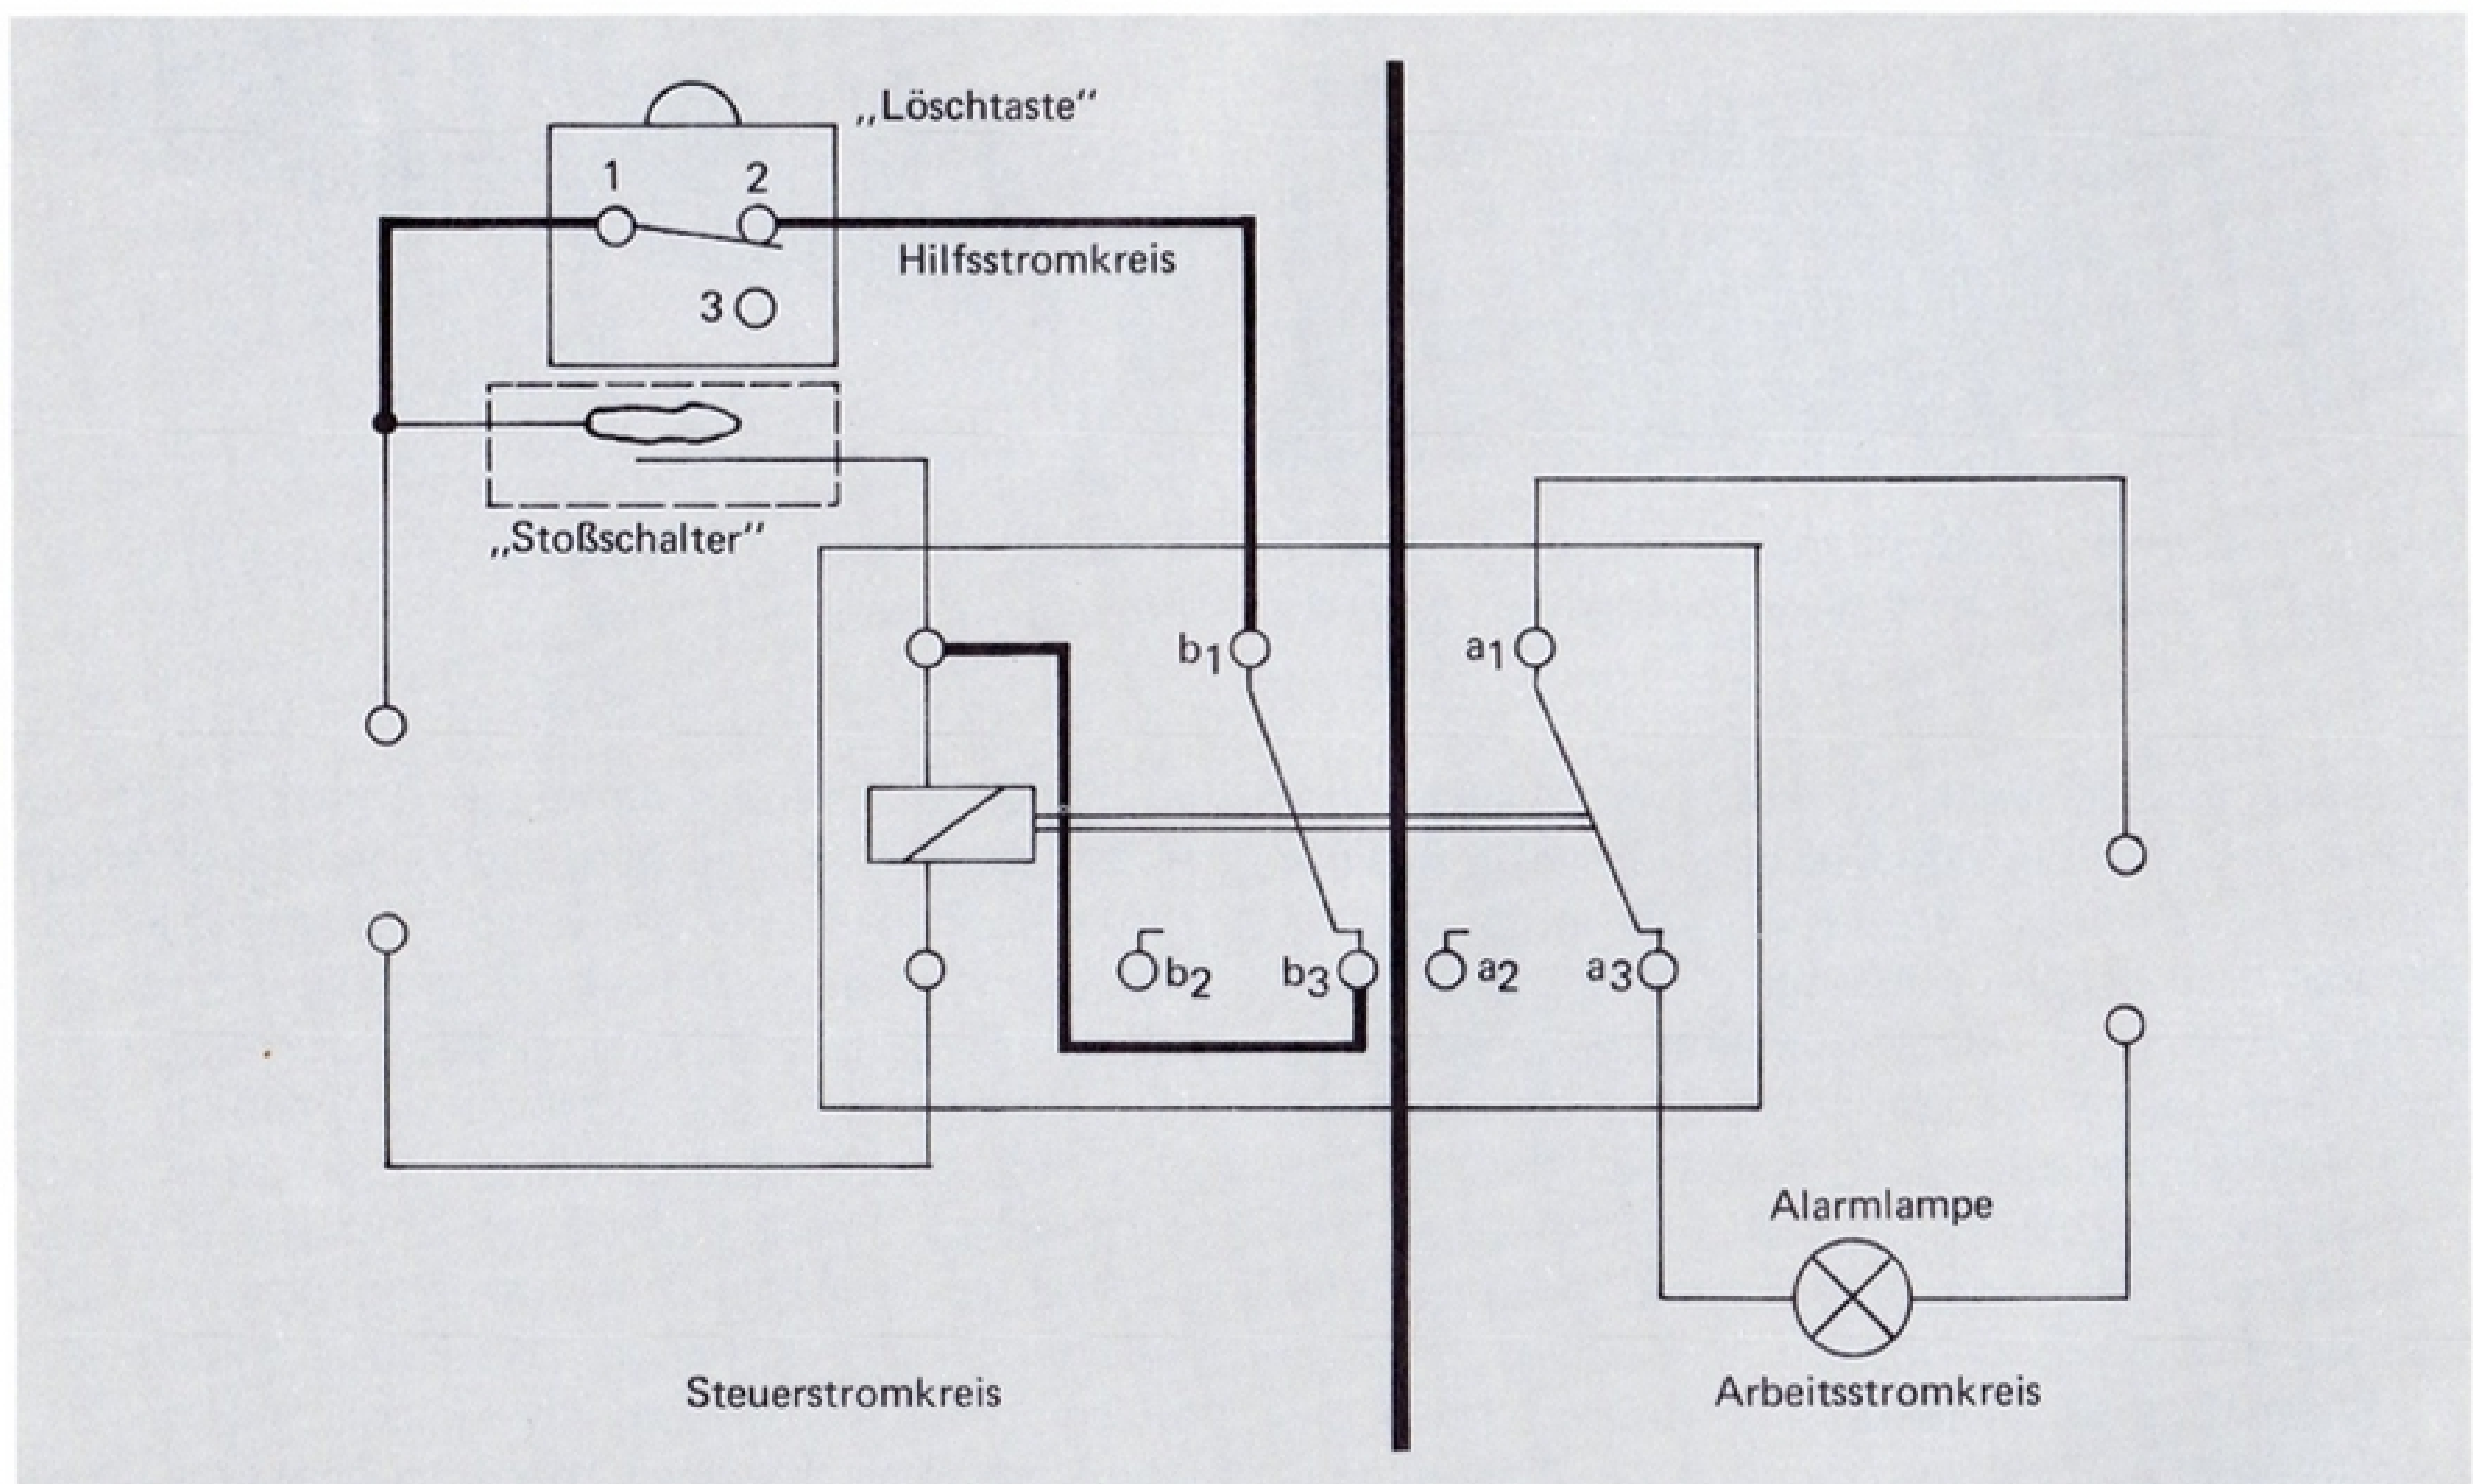 „Löschtaste“
1 2
Hilfsstromkreis
3
„Stoßschalter“
b1 a1
b2 b3 a2 a3
Alarmlampe
Steuerstromkreis Arbeitsstromkreis